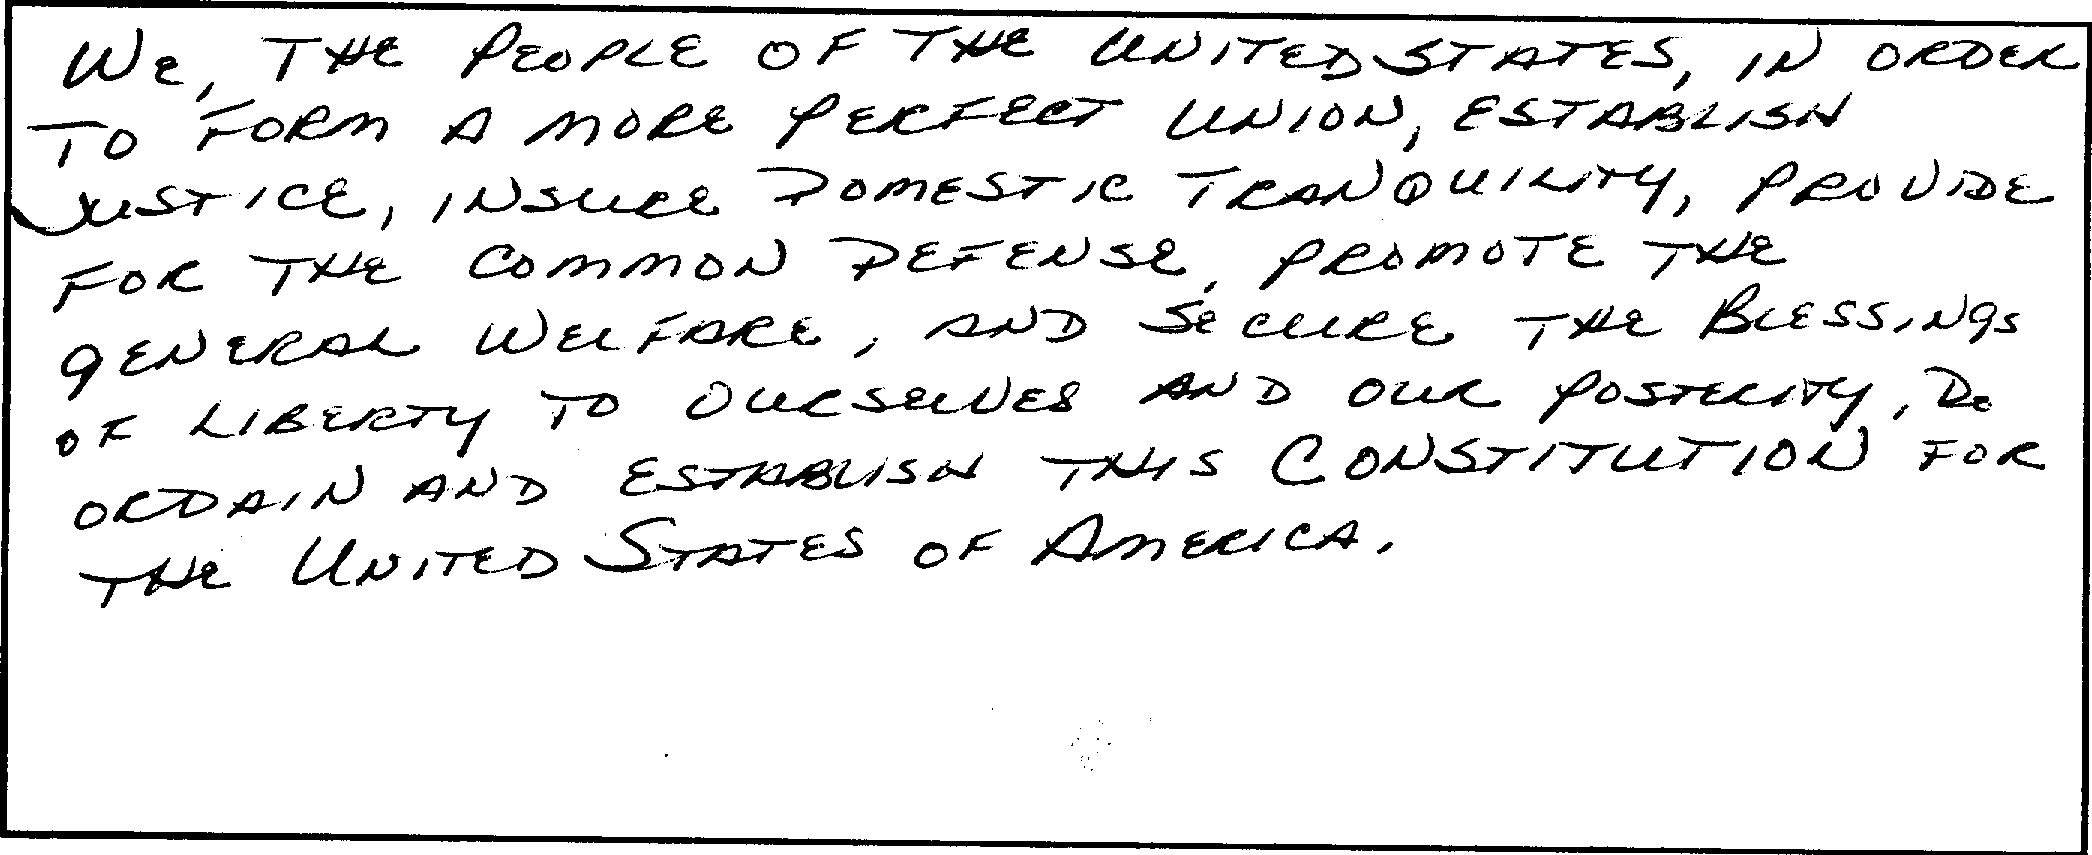 We, the People of the United States, in order
to form a more perfect union, establish
justice, insure Domestic Tranquility, provide
for the common Defense, promote the
general welfare, and secure the Blessings
of Liberty to ourselves and our posterity, Do
ordain and establish this Constitution for
the United States of America.